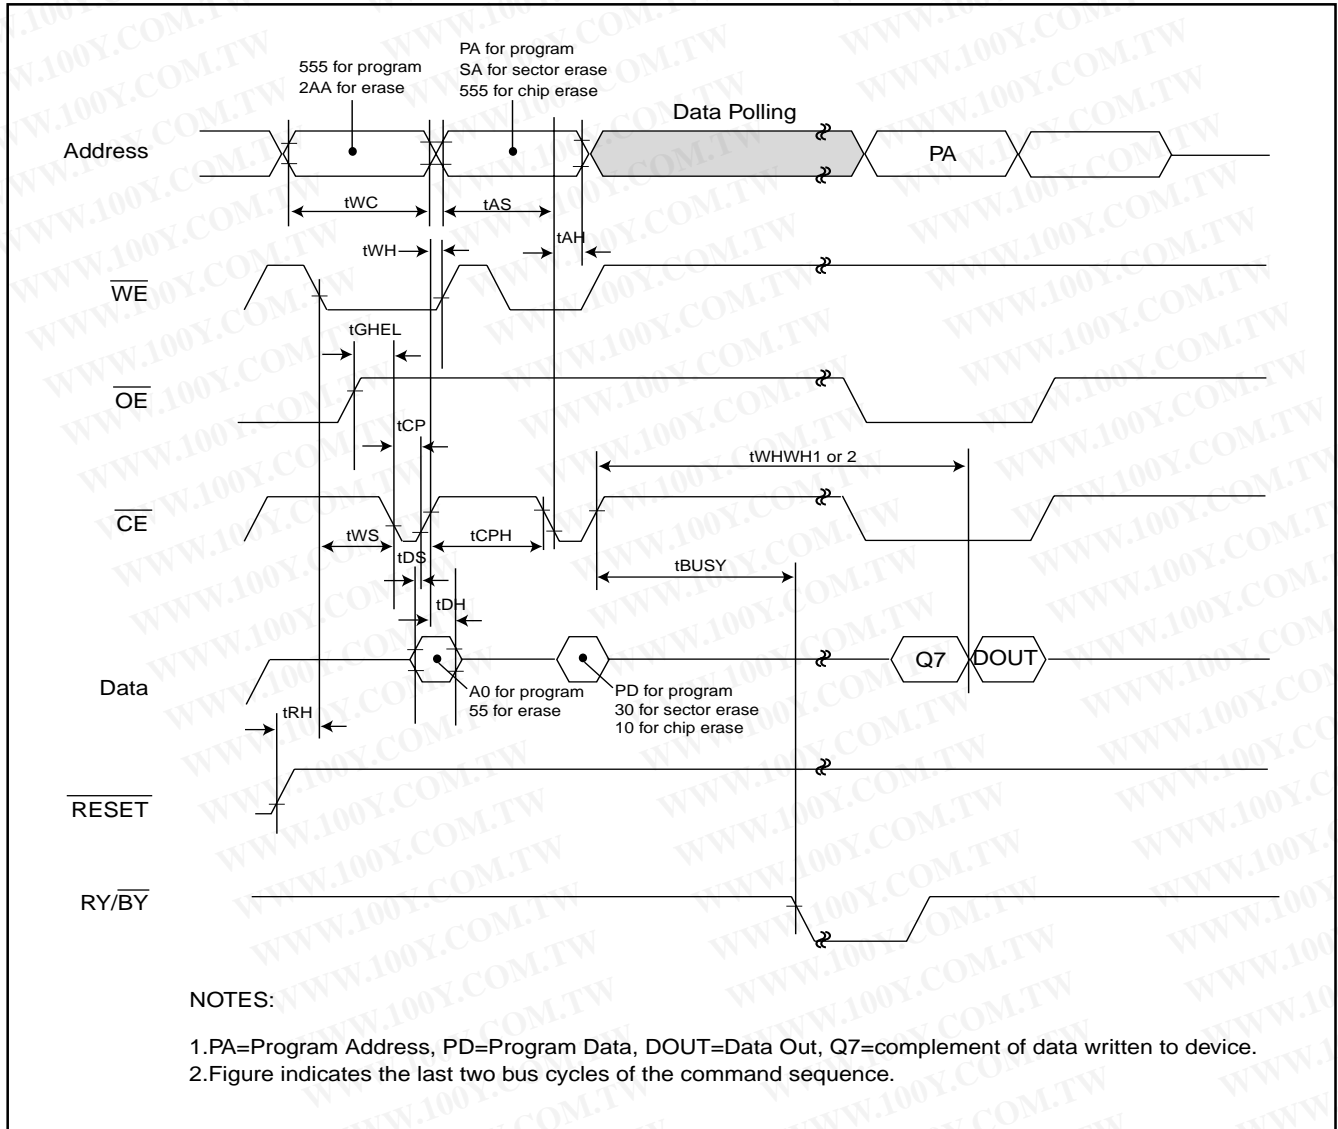 555 for program
2AA for erase
PA for program
SA for sector erase
555 for chip erase
Data Polling
Address
PA
tWC
tAS
tWH
tAH
WE
tGHEL
OE
tCP
tWHWH1 or 2
CE
tWS
tCPH
tDS
tBUSY
tDH
Data
Q7
DOUT
A0 for program
55 for erase
PD for program
30 for sector erase
10 for chip erase
tRH
RESET
RY/BY
NOTES:
1.PA=Program Address, PD=Program Data, DOUT=Data Out, Q7=complement of data written to device.
2.Figure indicates the last two bus cycles of the command sequence.
WWW.100Y.COM.TW